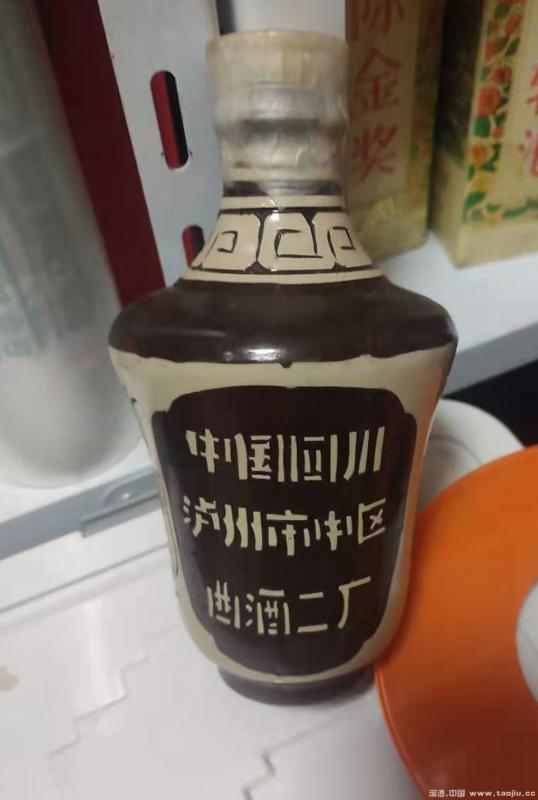 中国四川
泸州市中区
曲酒二厂
金奖
酒
淘酒.中国 www.taojiu.cc